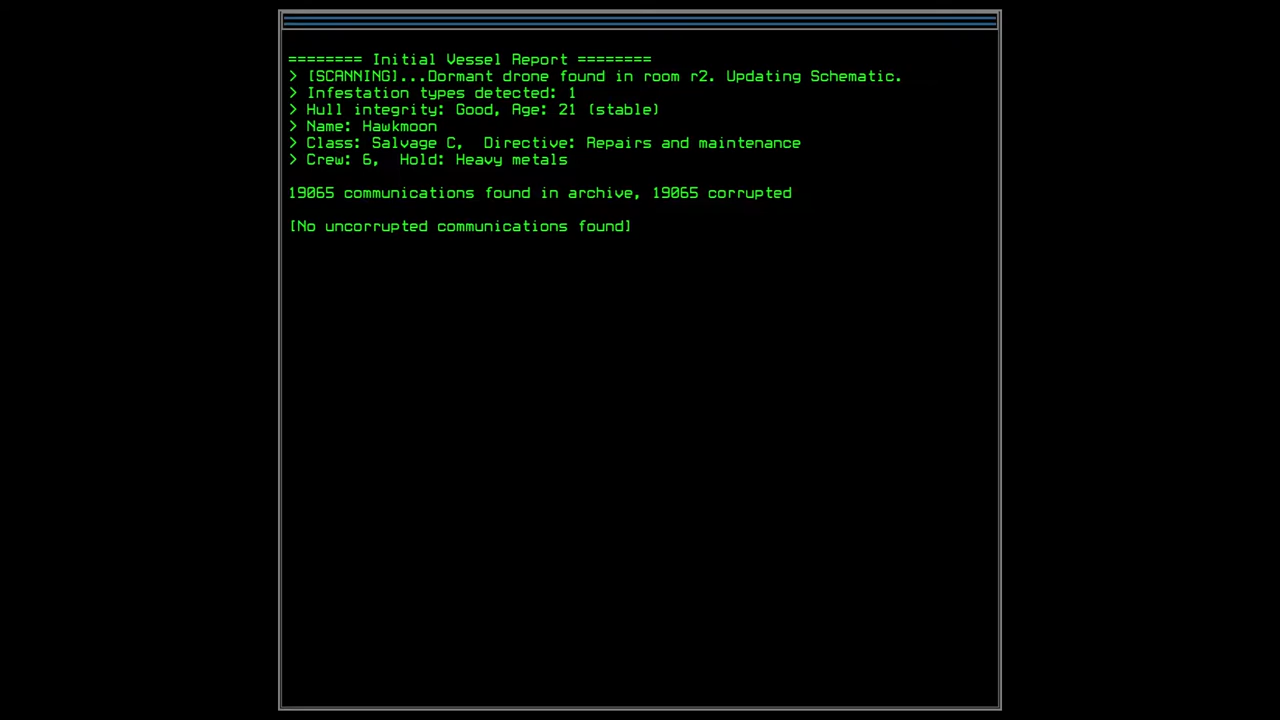 ======== Initial Vessel Report ========
> [SCANNING]...Dormant drone found in room r2. Updating Schematic.
> Infestation types detected: 1
> Hull integrity: Good, Age: 21 (stable)
> Name: Hawkmoon
> Class: Salvage C,  Directive: Repairs and maintenance
> Crew: 6,  Hold: Heavy metals
19065 communications found in archive, 19065 corrupted
[No uncorrupted communications found]